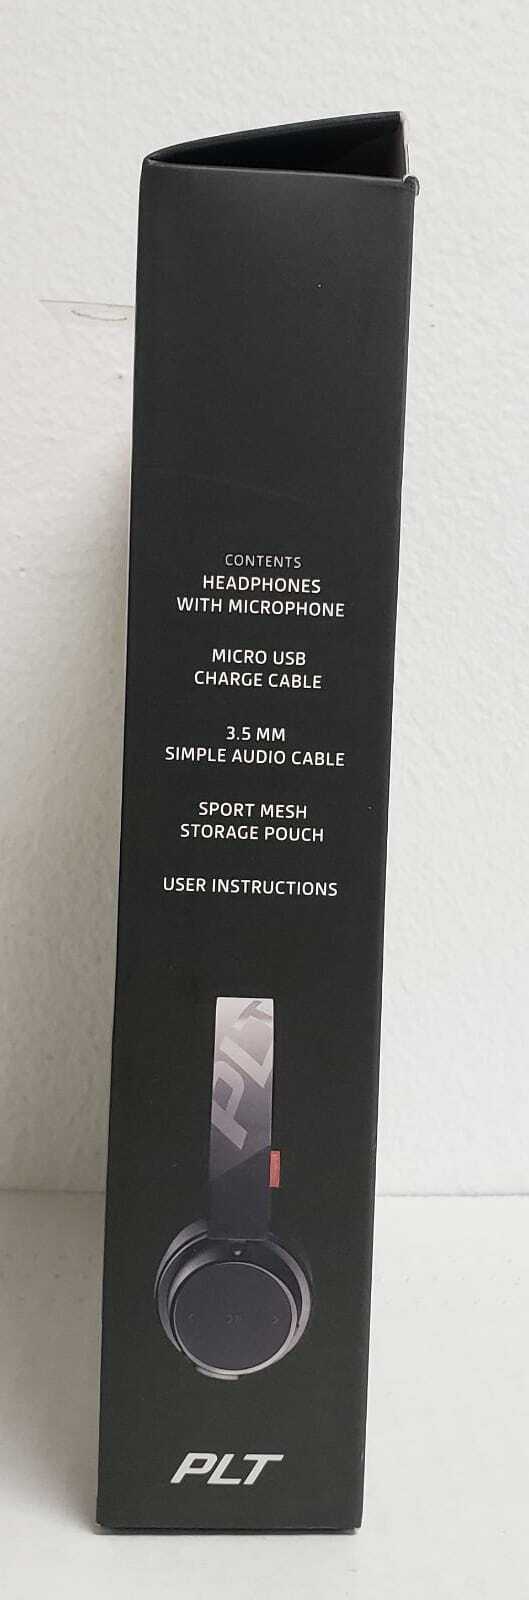 CONTENTS
HEADPHONES
WITH MICROPHONE
MICRO USB
CHARGE CABLE
3.5 MM
SIMPLE AUDIO CABLE
SPORT MESH
STORAGE POUCH
USER INSTRUCTIONS
PLT
PLT